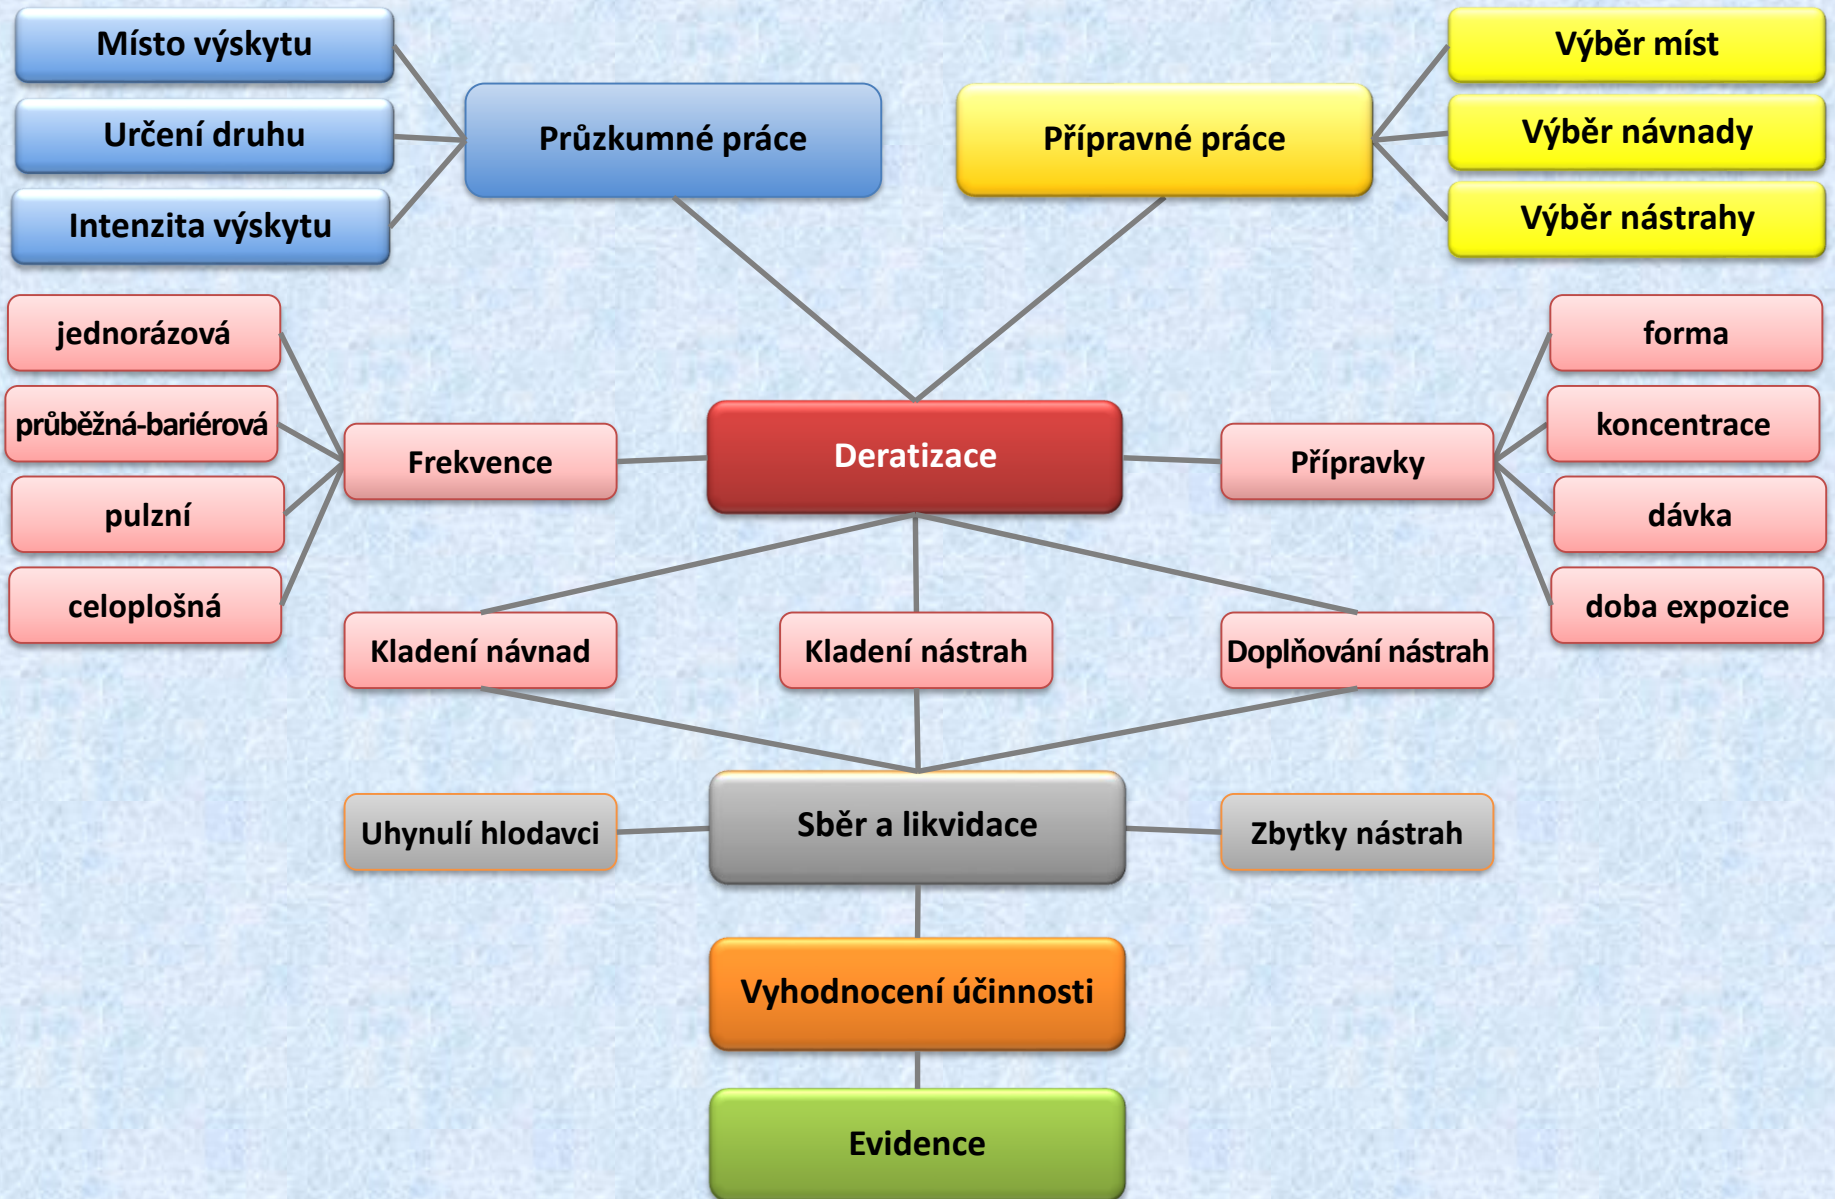 Místo výskytu
Určení druhu
Intenzita výskytu
Průzkumné práce
Přípravné práce
Výběr míst
Výběr návnady
Výběr nástrahy
jednorázová
průběžná-bariérová
pulzní
celoplošná
Frekvence
Deratizace
Přípravky
forma
koncentrace
dávka
doba expozice
Kladení návnad
Kladení nástrah
Doplňování nástrah
Uhynulí hlodavci
Sběr a likvidace
Zbytky nástrah
Vyhodnocení účinnosti
Evidence